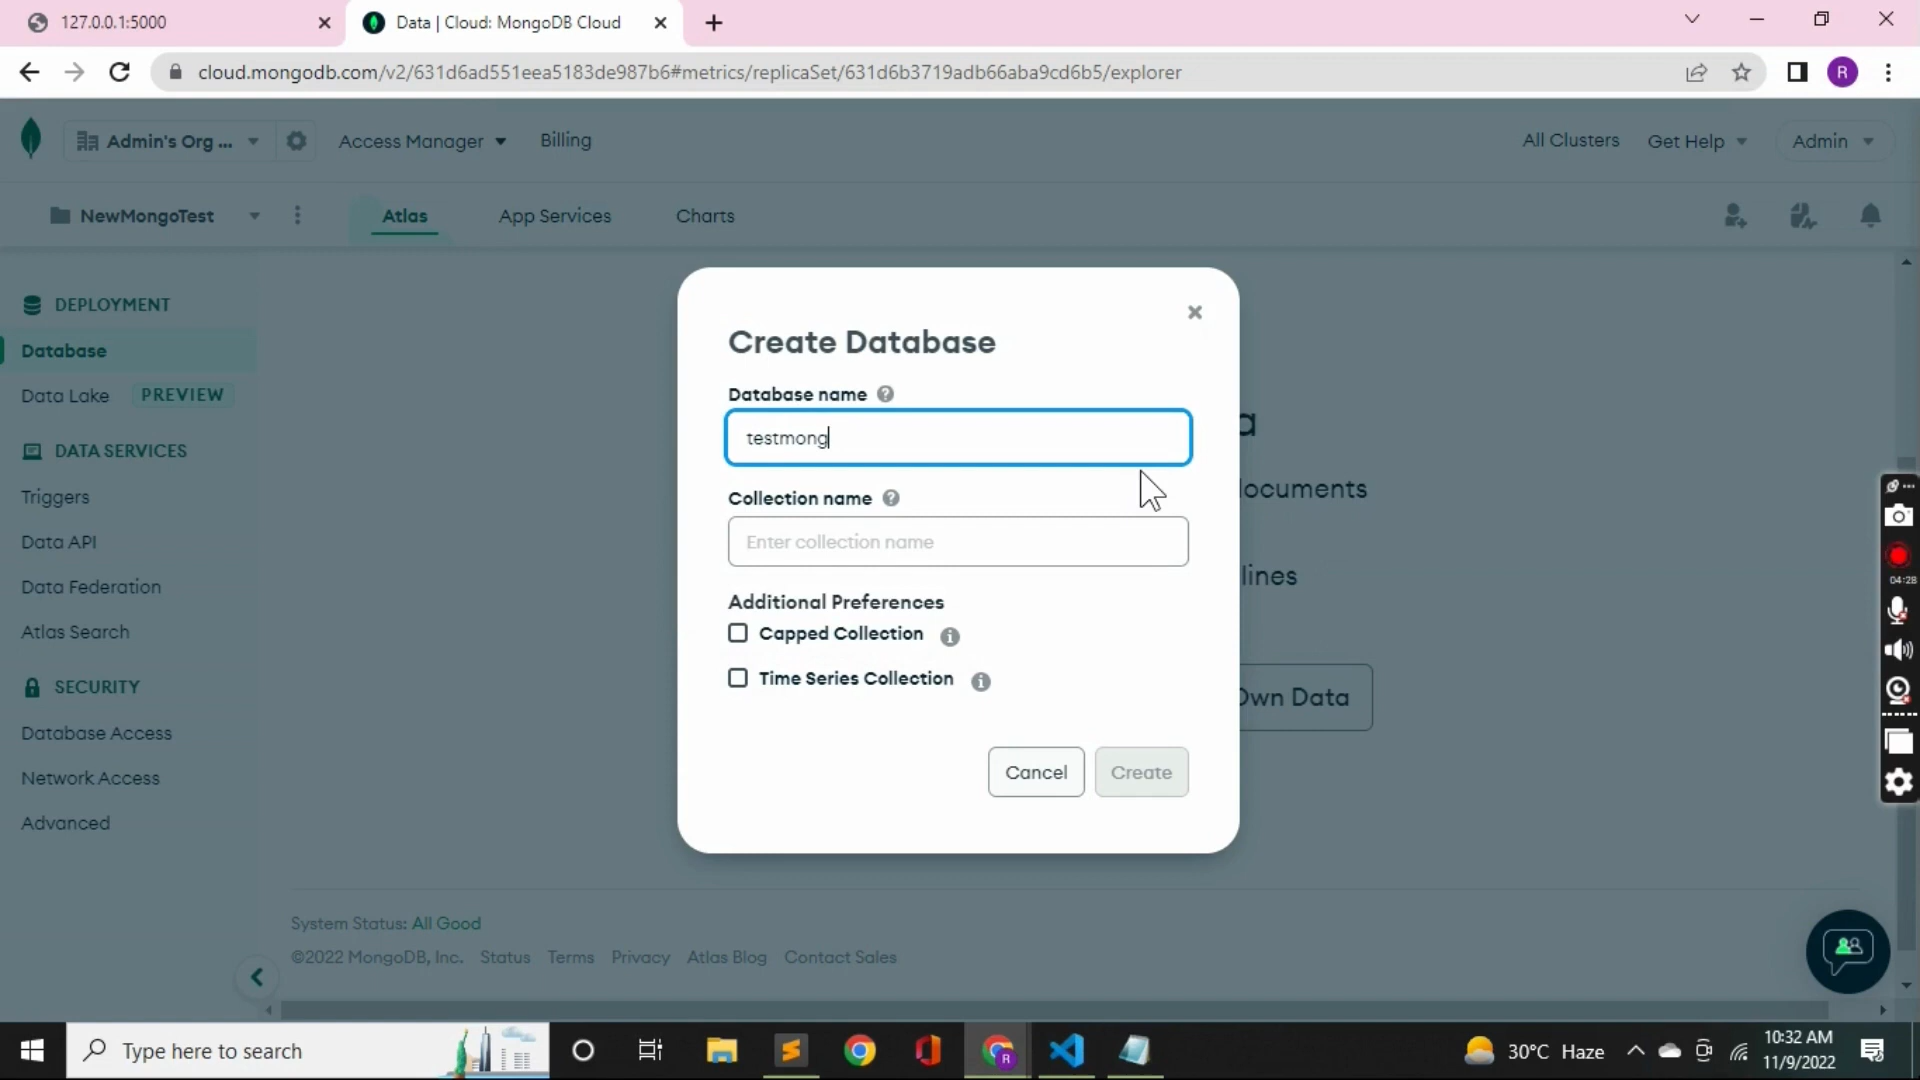 127.0.0.1:5000
Data | Cloud: MongoDB Cloud
cloud.mongodb.com/v2/631d6ad551eea5183de987b6#metrics/replicaSet/631d6b3719adb66aba9cd6b5/explorer
R
Admin's Org ...
Access Manager
Billing
All Clusters
Get Help
Admin
NewMongoTest
Atlas
App Services
Charts
DEPLOYMENT
Database
Data Lake PREVIEW
DATA SERVICES
Triggers
Data API
Data Federation
Atlas Search
SECURITY
Database Access
Network Access
Advanced
Create Database
Database name
testmong
Collection name
Enter collection name
Additional Preferences
Capped Collection
Time Series Collection
Cancel
Create
a
locuments
lines
Own Data
04:28
System Status: All Good
©2022 MongoDB, Inc. Status Terms Privacy Atlas Blog Contact Sales
Type here to search
R
30°C Haze
10:32 AM
11/9/2022